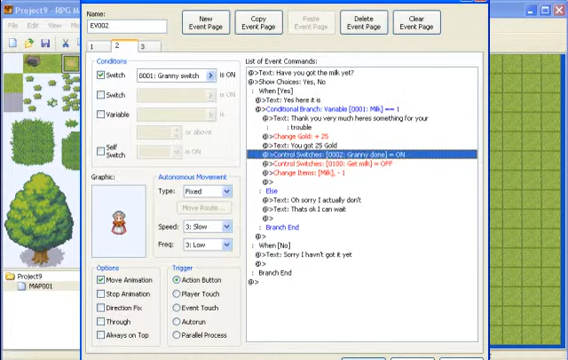 Project9 - RPG MA
File Edit
Name:
EV002
New
Event Page
Copy
Event Page
Paste
Event Page
Delete
Event Page
Clear
Event Page
1
2
3
Conditions
Switch
0001: Granny switch
is ON
Switch
is ON
Variable
or above
Self
Switch
is ON
Graphic:
Autonomous Movement
Type:
Fixed
Move Route...
Speed:
3: Slow
Freq:
3: Low
Options
Move Animation
Stop Animation
Direction Fix
Through
Always on Top
Trigger
Action Button
Player Touch
Event Touch
Autorun
Parallel Process
List of Event Commands:
@>Text: Have you got the milk yet?
@>Show Choices: Yes, No
: When [Yes]
@>Text: Yes here it is
@>Conditional Branch: Variable [0001: Milk] == 1
@>Text: Thank you very much heres something for your
: : trouble
@>Change Gold: + 25
@>Text: You got 25 Gold
@>Control Switches: [0002: Granny done] = ON
@>Control Switches: [0100: Get milk] = OFF
@>Change Items: [Milk], - 1
@>
: Else
@>Text: Oh sorry I actually don't
@>Text: Thats ok I can wait
@>
: Branch End
@>
: When [No]
@>Text: Sorry I havn't got it yet
@>
: Branch End
@>
Project9
MAP001